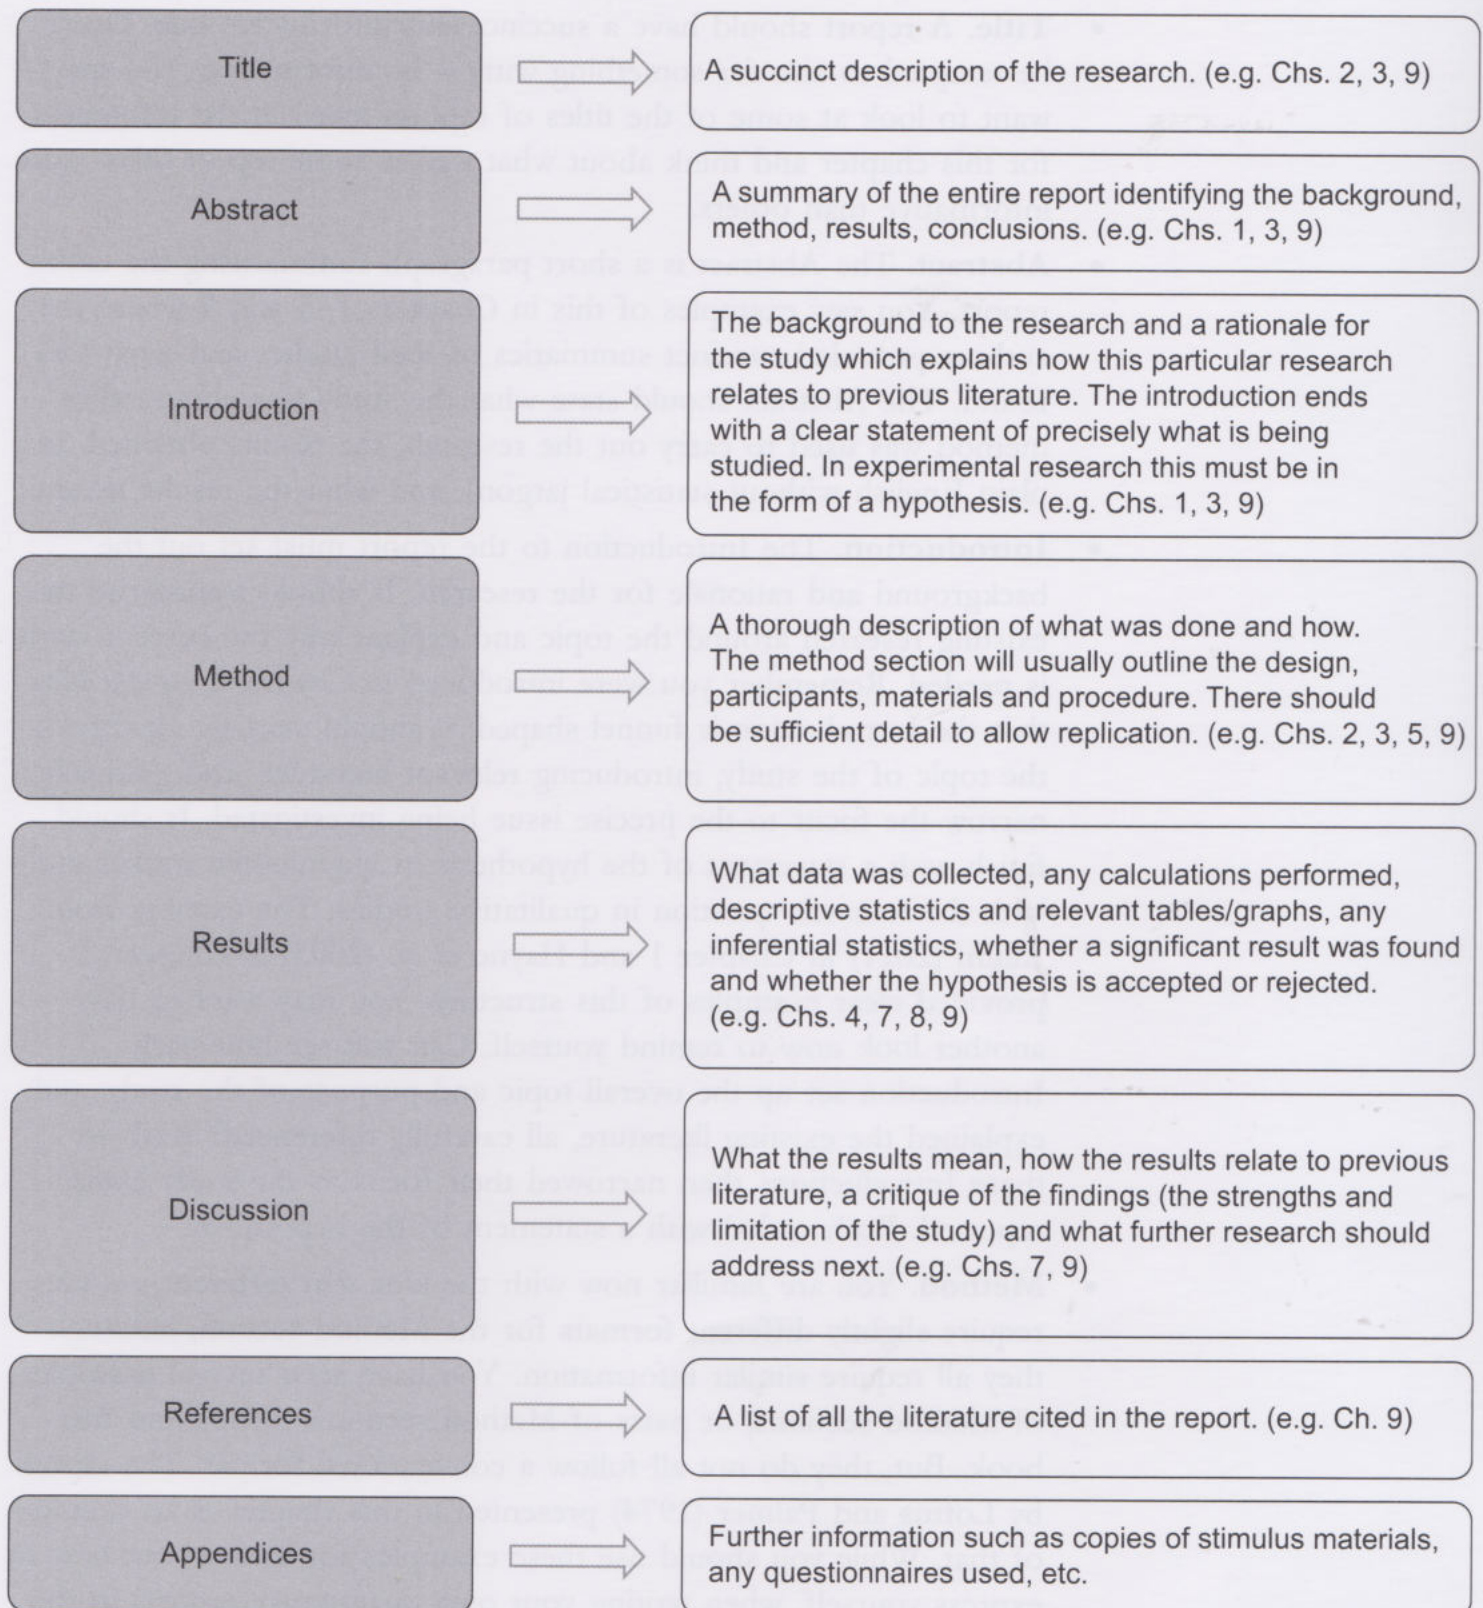 Title
A succinct description of the research. (e.g. Chs. 2, 3, 9)
Abstract
A summary of the entire report identifying the background,
method, results, conclusions. (e.g. Chs. 1, 3, 9)
Introduction
The background to the research and a rationale for
the study which explains how this particular research
relates to previous literature. The introduction ends
with a clear statement of precisely what is being
studied. In experimental research this must be in
the form of a hypothesis. (e.g. Chs. 1, 3, 9)
Method
A thorough description of what was done and how.
The method section will usually outline the design,
participants, materials and procedure. There should
be sufficient detail to allow replication. (e.g. Chs. 2, 3, 5, 9)
Results
What data was collected, any calculations performed,
descriptive statistics and relevant tables/graphs, any
inferential statistics, whether a significant result was found
and whether the hypothesis is accepted or rejected.
(e.g. Chs. 4, 7, 8, 9)
Discussion
What the results mean, how the results relate to previous
literature, a critique of the findings (the strengths and
limitation of the study) and what further research should
address next. (e.g. Chs. 7, 9)
References
A list of all the literature cited in the report. (e.g. Ch. 9)
Appendices
Further information such as copies of stimulus materials,
any questionnaires used, etc.